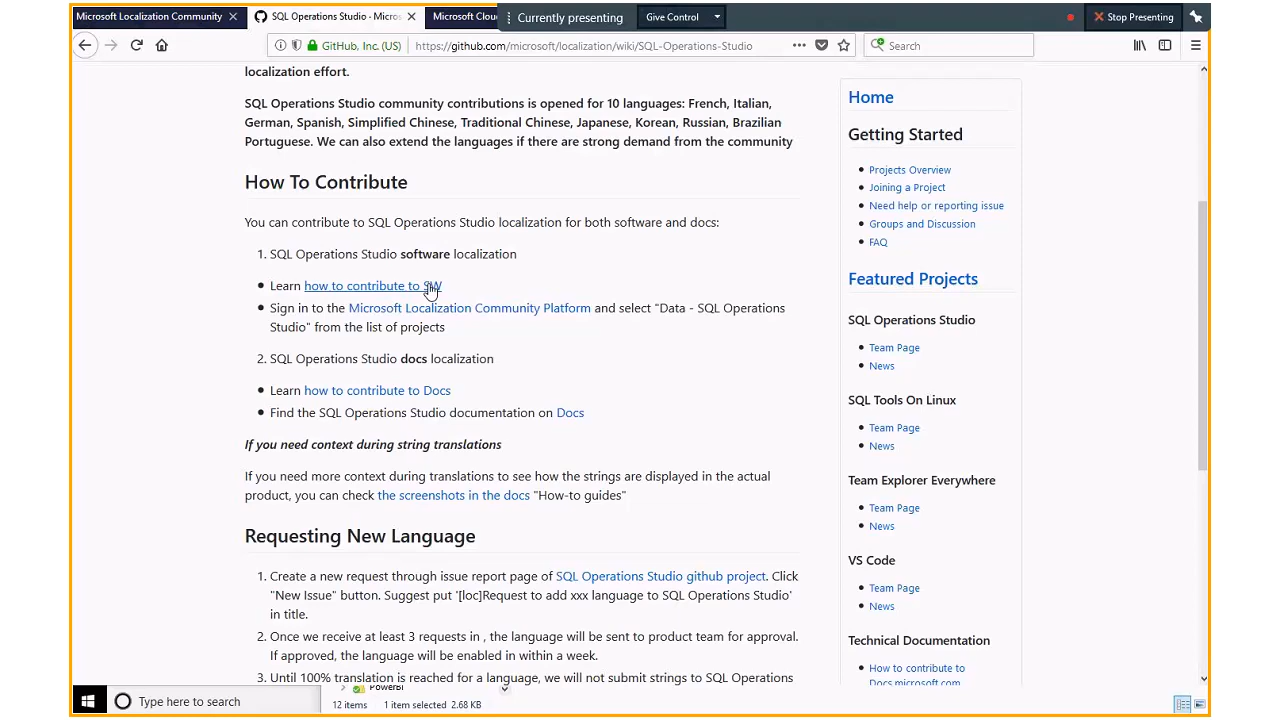 Microsoft Localization Community
SQL Operations Studio - Micros
Microsoft Clou
Currently presenting
Give Control
Stop Presenting
GitHub, Inc. (US)
https://github.com/microsoft/localization/wiki/SQL-Operations-Studio
Search
localization effort.
SQL Operations Studio community contributions is opened for 10 languages: French, Italian,
German, Spanish, Simplified Chinese, Traditional Chinese, Japanese, Korean, Russian, Brazilian
Portuguese. We can also extend the languages if there are strong demand from the community
How To Contribute
You can contribute to SQL Operations Studio localization for both software and docs:
1. SQL Operations Studio software localization
Learn how to contribute to SW
Sign in to the Microsoft Localization Community Platform and select "Data - SQL Operations
Studio" from the list of projects
2. SQL Operations Studio docs localization
Learn how to contribute to Docs
Find the SQL Operations Studio documentation on Docs
If you need context during string translations
If you need more context during translations to see how the strings are displayed in the actual
product, you can check the screenshots in the docs "How-to guides"
Requesting New Language
1. Create a new request through issue report page of SQL Operations Studio github project. Click
"New Issue" button. Suggest put '[loc]Request to add xxx language to SQL Operations Studio'
in title.
2. Once we receive at least 3 requests in , the language will be sent to product team for approval.
If approved, the language will be enabled in within a week.
3. Until 100% translation is reached for a language, we will not submit strings to SQL Operations
Home
Getting Started
Projects Overview
Joining a Project
Need help or reporting issue
Groups and Discussion
FAQ
Featured Projects
SQL Operations Studio
Team Page
News
SQL Tools On Linux
Team Page
News
Team Explorer Everywhere
Team Page
News
VS Code
Team Page
News
Technical Documentation
How to contribute to
Docs.microsoft.com
Type here to search
PowerBI
12 items
1 item selected 2.68 KB